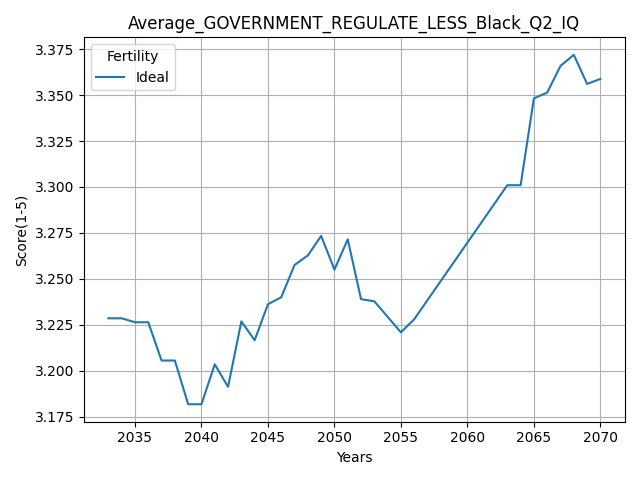 Average_GOVERNMENT_REGULATE_LESS_Black_Q2_IQ
Fertility
Ideal
Score(1-5)
3.375
3.350
3.325
3.300
3.275
3.250
3.225
3.200
3.175
2035 2040 2045 2050 2055 2060 2065 2070
Years